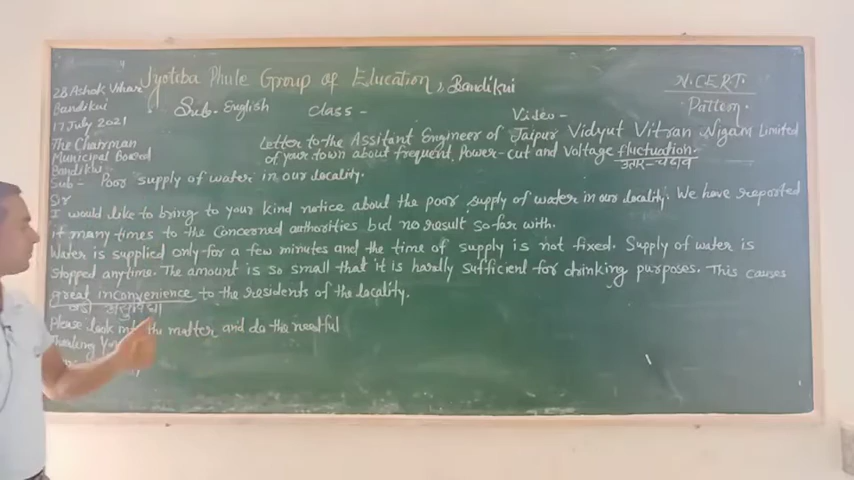 Jyotiba Phule Group of Education, Bandikui
N.C.E.R.T.
Pattern.
28 Ashok Vihar
Bandikui
17 July 2021
The Chairman
Municipal Board
Bandikui
Sub. English
Class -
Video -
Letter to the Assitant Engineer of Jaipur Vidyut Vitran Nigam Limited
of your town about frequent Power-cut and Voltage fluctuation.
उतार-चढाव
Sub- Poor supply of water in our locality.
Sir
I would like to bring to your kind notice about the poor supply of water in our locality. We have reported
it many times to the Concerned authorities but no result so far with.
Water is supplied only for a few minutes and the time of supply is not fixed. Supply of water is
stopped anytime. The amount is so small that it is hardly sufficient for drinking purposes. This causes
great inconvenience to the residents of the locality.
बडी असुविधा
Please look the matter and do the needful